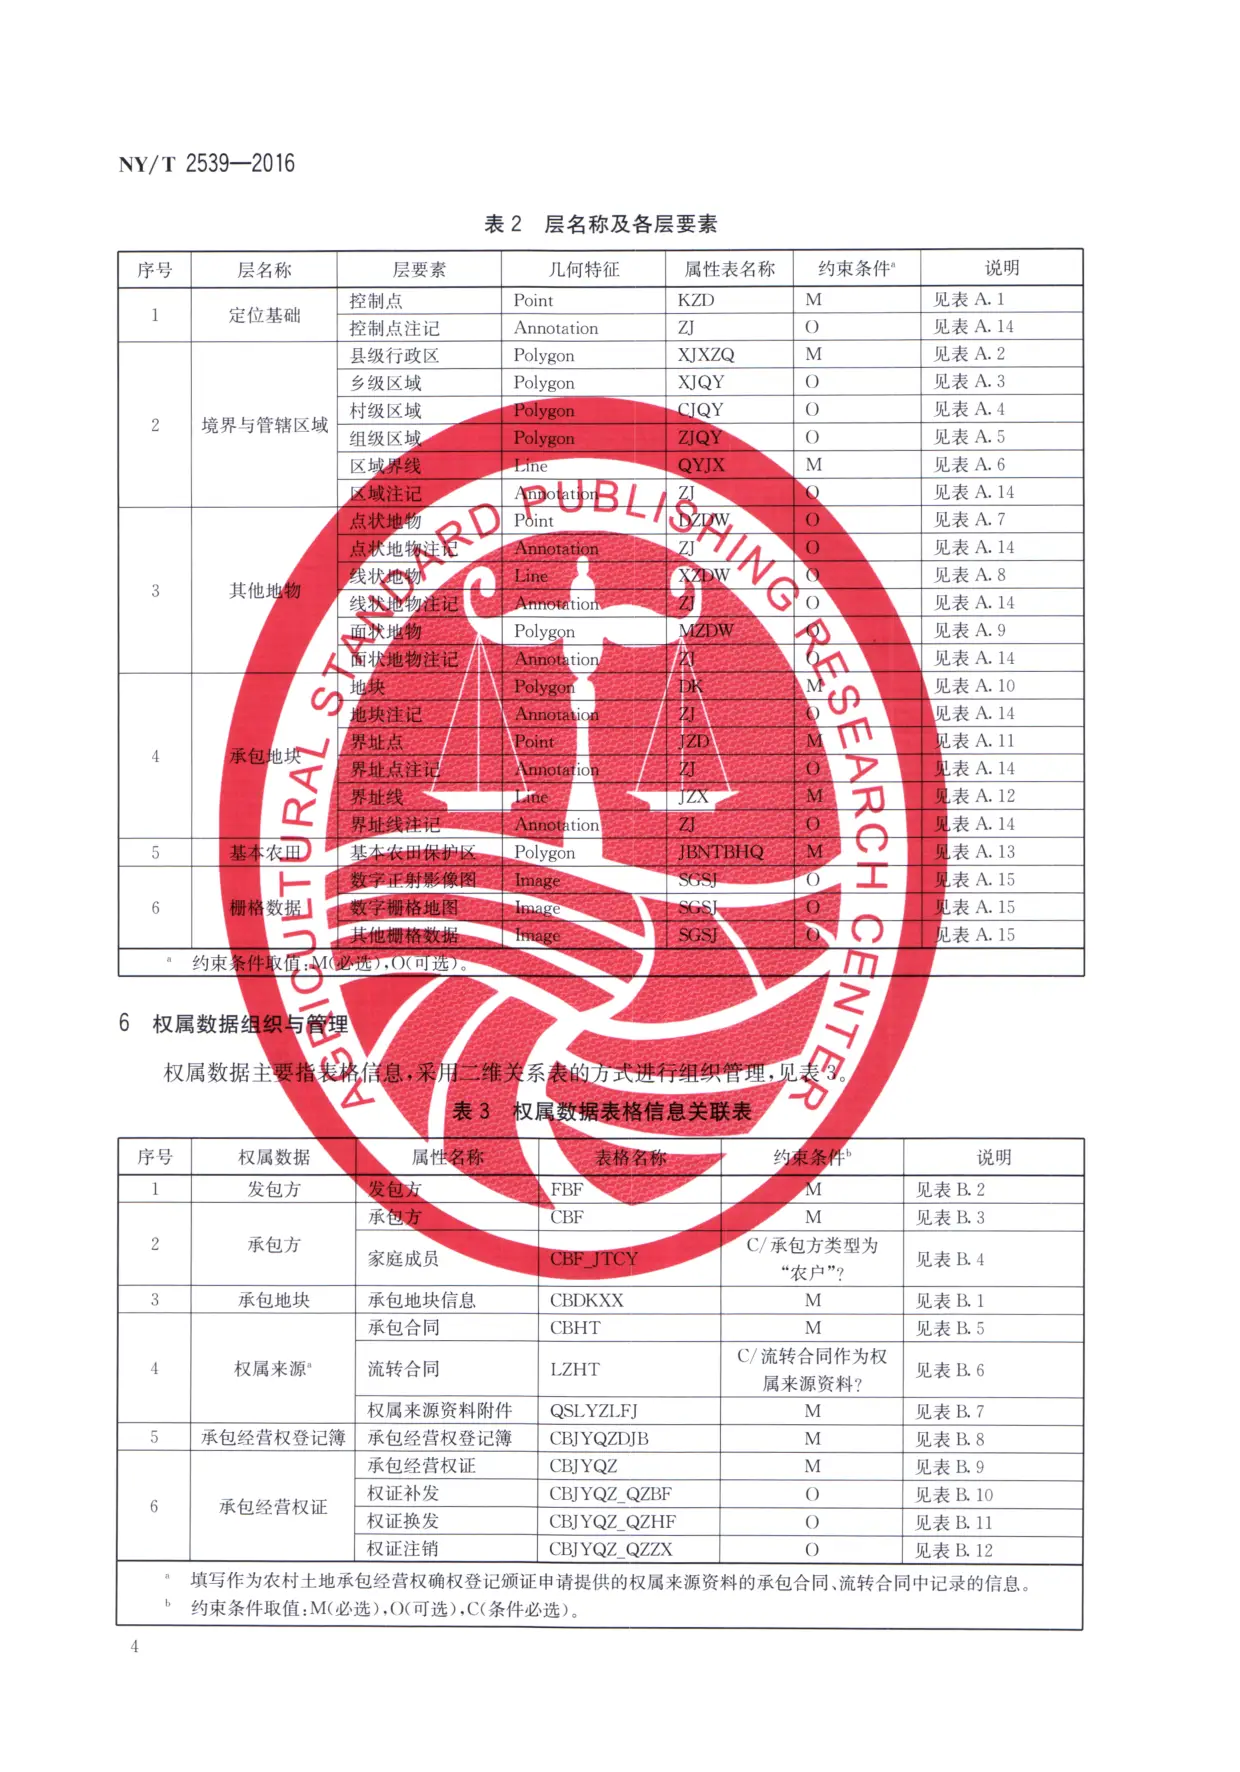 NY/T 2539—2016
表 2 层名称及各层要素
序号 层名称 层要素 几何特征 属性表名称 约束条件a 说明
1 定位基础 控制点 Point KZD M 见表 A.1
控制点注记 Annotation ZJ O 见表 A.14
2 境界与管辖区域 县级行政区 Polygon XJXZQ M 见表 A.2
乡级区域 Polygon XJQY O 见表 A.3
村级区域 Polygon CJQY O 见表 A.4
组级区域 Polygon ZJQY O 见表 A.5
区域界线 Line QYJX M 见表 A.6
区域注记 Annotation ZJ O 见表 A.14
3 其他地物 点状地物 Point DZDW O 见表 A.7
点状地物注记 Annotation ZJ O 见表 A.14
线状地物 Line XZDW O 见表 A.8
线状地物注记 Annotation ZJ O 见表 A.14
面状地物 Polygon MZDW O 见表 A.9
面状地物注记 Annotation ZJ O 见表 A.14
4 承包地块 地块 Polygon DK M 见表 A.10
地块注记 Annotation ZJ O 见表 A.14
界址点 Point JZD M 见表 A.11
界址点注记 Annotation ZJ O 见表 A.14
界址线 Line JZX M 见表 A.12
界址线注记 Annotation ZJ O 见表 A.14
5 基本农田 基本农田保护区 Polygon JBNTBHQ M 见表 A.13
6 栅格数据 数字正射影像图 Image SGSJ O 见表 A.15
数字栅格地图 Image SGSJ O 见表 A.15
其他栅格数据 Image SGSJ O 见表 A.15
a 约束条件取值:M(必选),O(可选)。
6 权属数据组织与管理
权属数据主要指表格信息,采用二维关系表的方式进行组织管理,见表 3。
表 3 权属数据表格信息关联表
序号 权属数据 属性名称 表格名称 约束条件b 说明
1 发包方 发包方 FBF M 见表 B.2
2 承包方 承包方 CBF M 见表 B.3
家庭成员 CBF_JTCY C/承包方类型为“农户”? 见表 B.4
3 承包地块 承包地块信息 CBDKXX M 见表 B.1
4 权属来源a 承包合同 CBHT M 见表 B.5
流转合同 LZHT C/流转合同作为权属来源资料? 见表 B.6
权属来源资料附件 QSLYZLFJ M 见表 B.7
5 承包经营权登记簿 承包经营权登记簿 CBJYQZDJB M 见表 B.8
6 承包经营权证 承包经营权证 CBJYQZ M 见表 B.9
权证补发 CBJYQZ_QZBF O 见表 B.10
权证换发 CBJYQZ_QZHF O 见表 B.11
权证注销 CBJYQZ_QZZX O 见表 B.12
a 填写作为农村土地承包经营权确权登记颁证申请提供的权属来源资料的承包合同、流转合同中记录的信息。
b 约束条件取值:M(必选),O(可选),C(条件必选)。
4
AGRICULTURAL STANDARD PUBLISHING RESEARCH CENTER